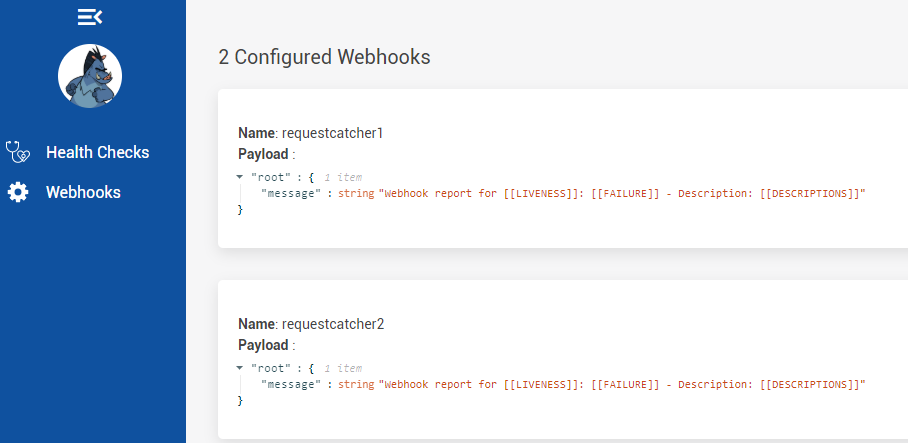 2 Configured Webhooks
Health Checks
Webhooks
Name: requestcatcher1
Payload :
"root" : { 1 item
"message" : string "Webhook report for [[LIVENESS]]: [[FAILURE]] - Description: [[DESCRIPTIONS]]"
}
Name: requestcatcher2
Payload :
"root" : { 1 item
"message" : string "Webhook report for [[LIVENESS]]: [[FAILURE]] - Description: [[DESCRIPTIONS]]"
}